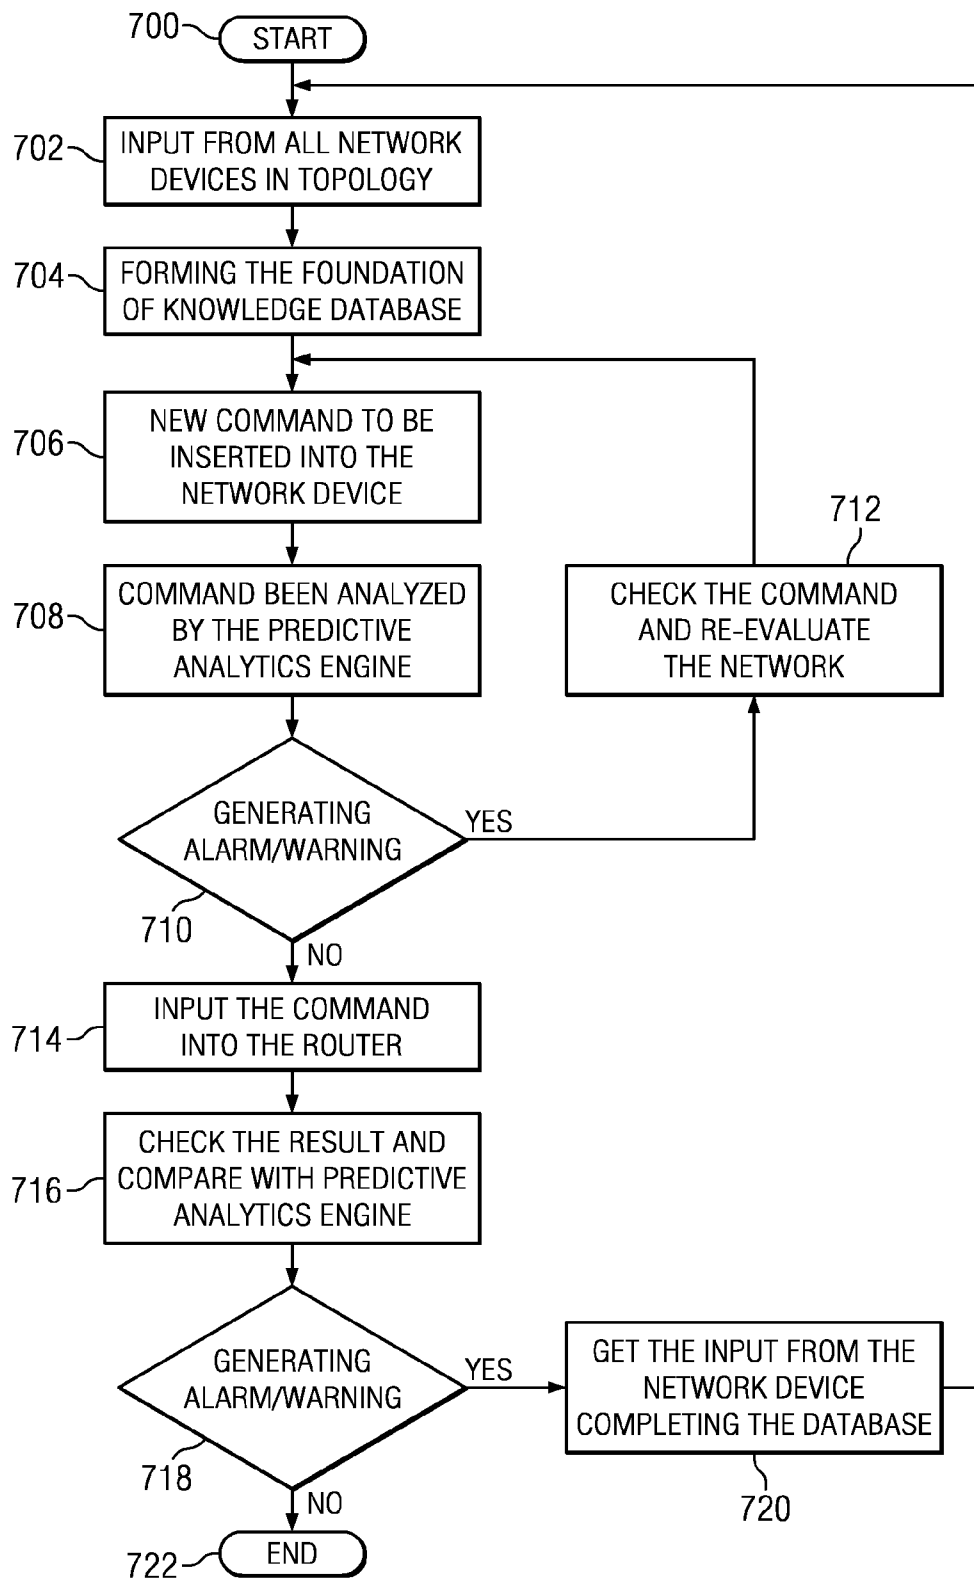 700
START
702
INPUT FROM ALL NETWORK
DEVICES IN TOPOLOGY
704
FORMING THE FOUNDATION
OF KNOWLEDGE DATABASE
706
NEW COMMAND TO BE
INSERTED INTO THE
NETWORK DEVICE
708
COMMAND BEEN ANALYZED
BY THE PREDICTIVE
ANALYTICS ENGINE
712
CHECK THE COMMAND
AND RE-EVALUATE
THE NETWORK
GENERATING
ALARM/WARNING
YES
710
NO
714
INPUT THE COMMAND
INTO THE ROUTER
716
CHECK THE RESULT AND
COMPARE WITH PREDICTIVE
ANALYTICS ENGINE
GENERATING
ALARM/WARNING
YES
718
NO
GET THE INPUT FROM THE
NETWORK DEVICE
COMPLETING THE DATABASE
720
722
END